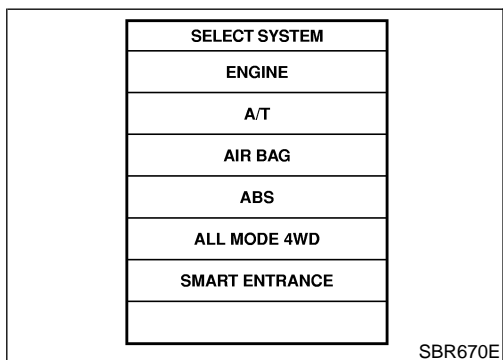 SELECT SYSTEM
ENGINE
A/T
AIR BAG
ABS
ALL MODE 4WD
SMART ENTRANCE
SBR670E